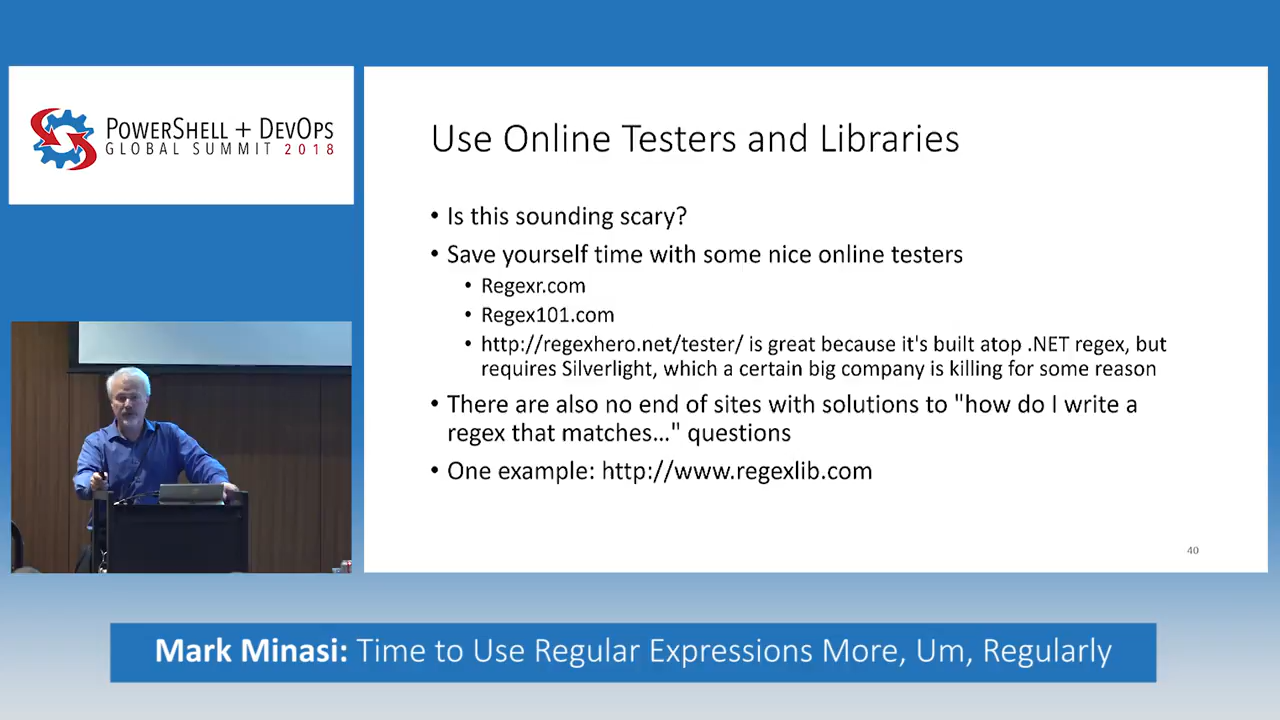 POWERSHELL + DEVOPS
GLOBAL SUMMIT 2018
Use Online Testers and Libraries
• Is this sounding scary?
• Save yourself time with some nice online testers
• Regexr.com
• Regex101.com
• http://regexhero.net/tester/ is great because it's built atop .NET regex, but
requires Silverlight, which a certain big company is killing for some reason
• There are also no end of sites with solutions to "how do I write a
regex that matches…" questions
• One example: http://www.regexlib.com
40
Mark Minasi: Time to Use Regular Expressions More, Um, Regularly